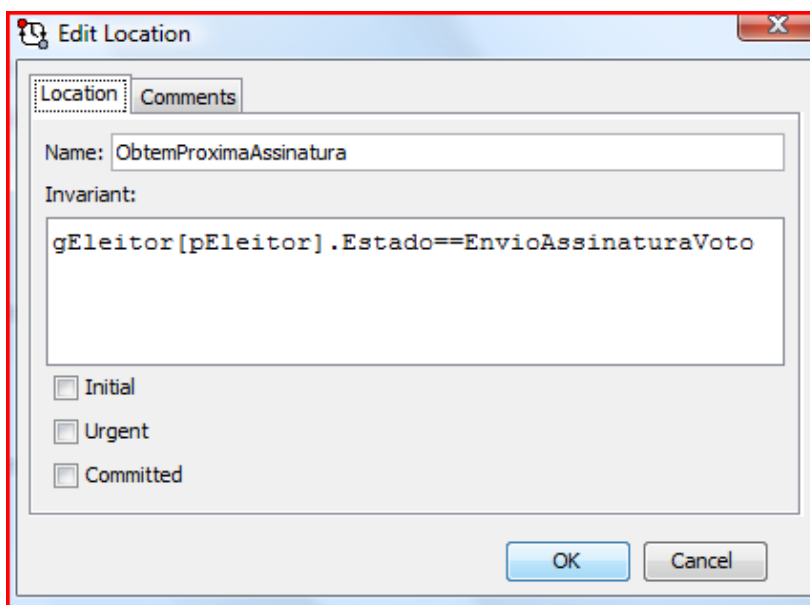 Edit Location
Location Comments
Name: ObtemProximaAssinatura
Invariant:
gEleitor[pEleitor].Estado==EnvioAssinaturaVoto
Initial
Urgent
Committed
OK Cancel